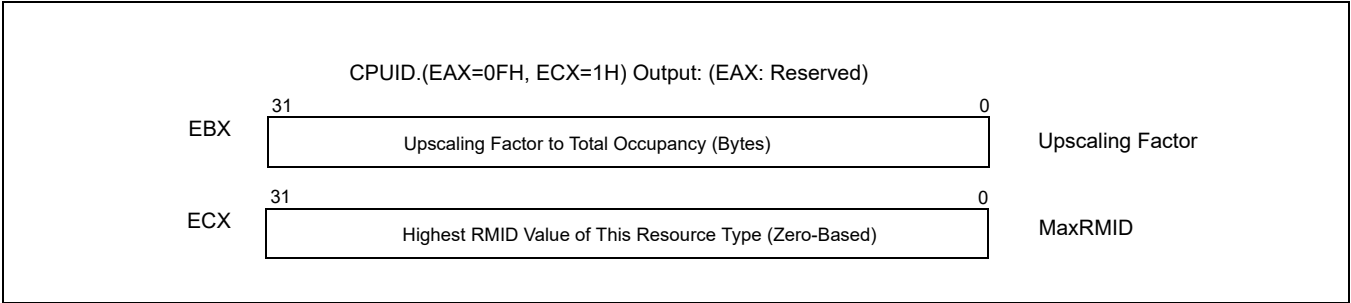 CPUID.(EAX=0FH, ECX=1H) Output: (EAX: Reserved)
31 0
EBX Upscaling Factor to Total Occupancy (Bytes) Upscaling Factor
31 0
ECX Highest RMID Value of This Resource Type (Zero-Based) MaxRMID